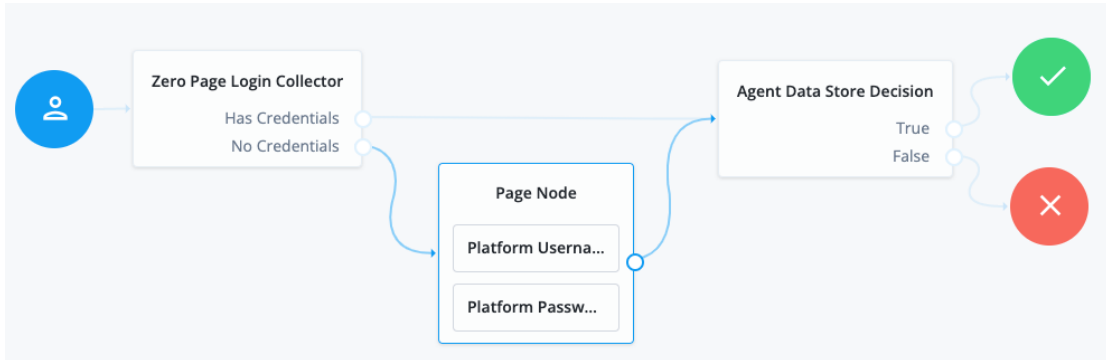 Zero Page Login Collector
Has Credentials
No Credentials
Page Node
Platform Userna...
Platform Passw...
Agent Data Store Decision
True
False